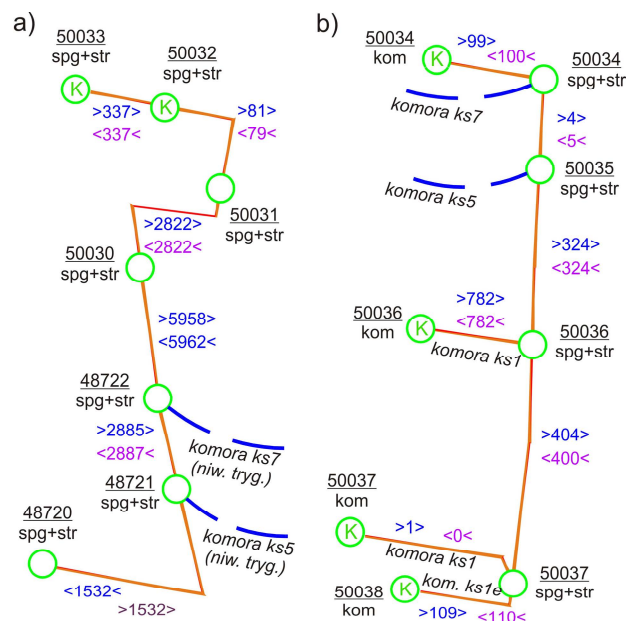 a)
50033
spg+str
50032
spg+str
K
K
>337>
<337<
>81>
<79<
50031
spg+str
>2822>
<2822<
50030
spg+str
>5958>
<5962<
48722
spg+str
>2885>
<2887<
komora ks7
(niw. tryg.)
48721
spg+str
komora ks5
(niw. tryg.)
48720
spg+str
<1532<
>1532>
b)
50034
kom
K
>99>
<100<
50034
spg+str
komora ks7
>4>
<5<
50035
spg+str
komora ks5
>324>
<324<
50036
kom
K
>782>
<782<
komora ks1
50036
spg+str
>404>
<400<
50037
kom
K
>1>
<0<
komora ks1
kom. ks1e
50037
spg+str
50038
kom
K
>109>
<110<